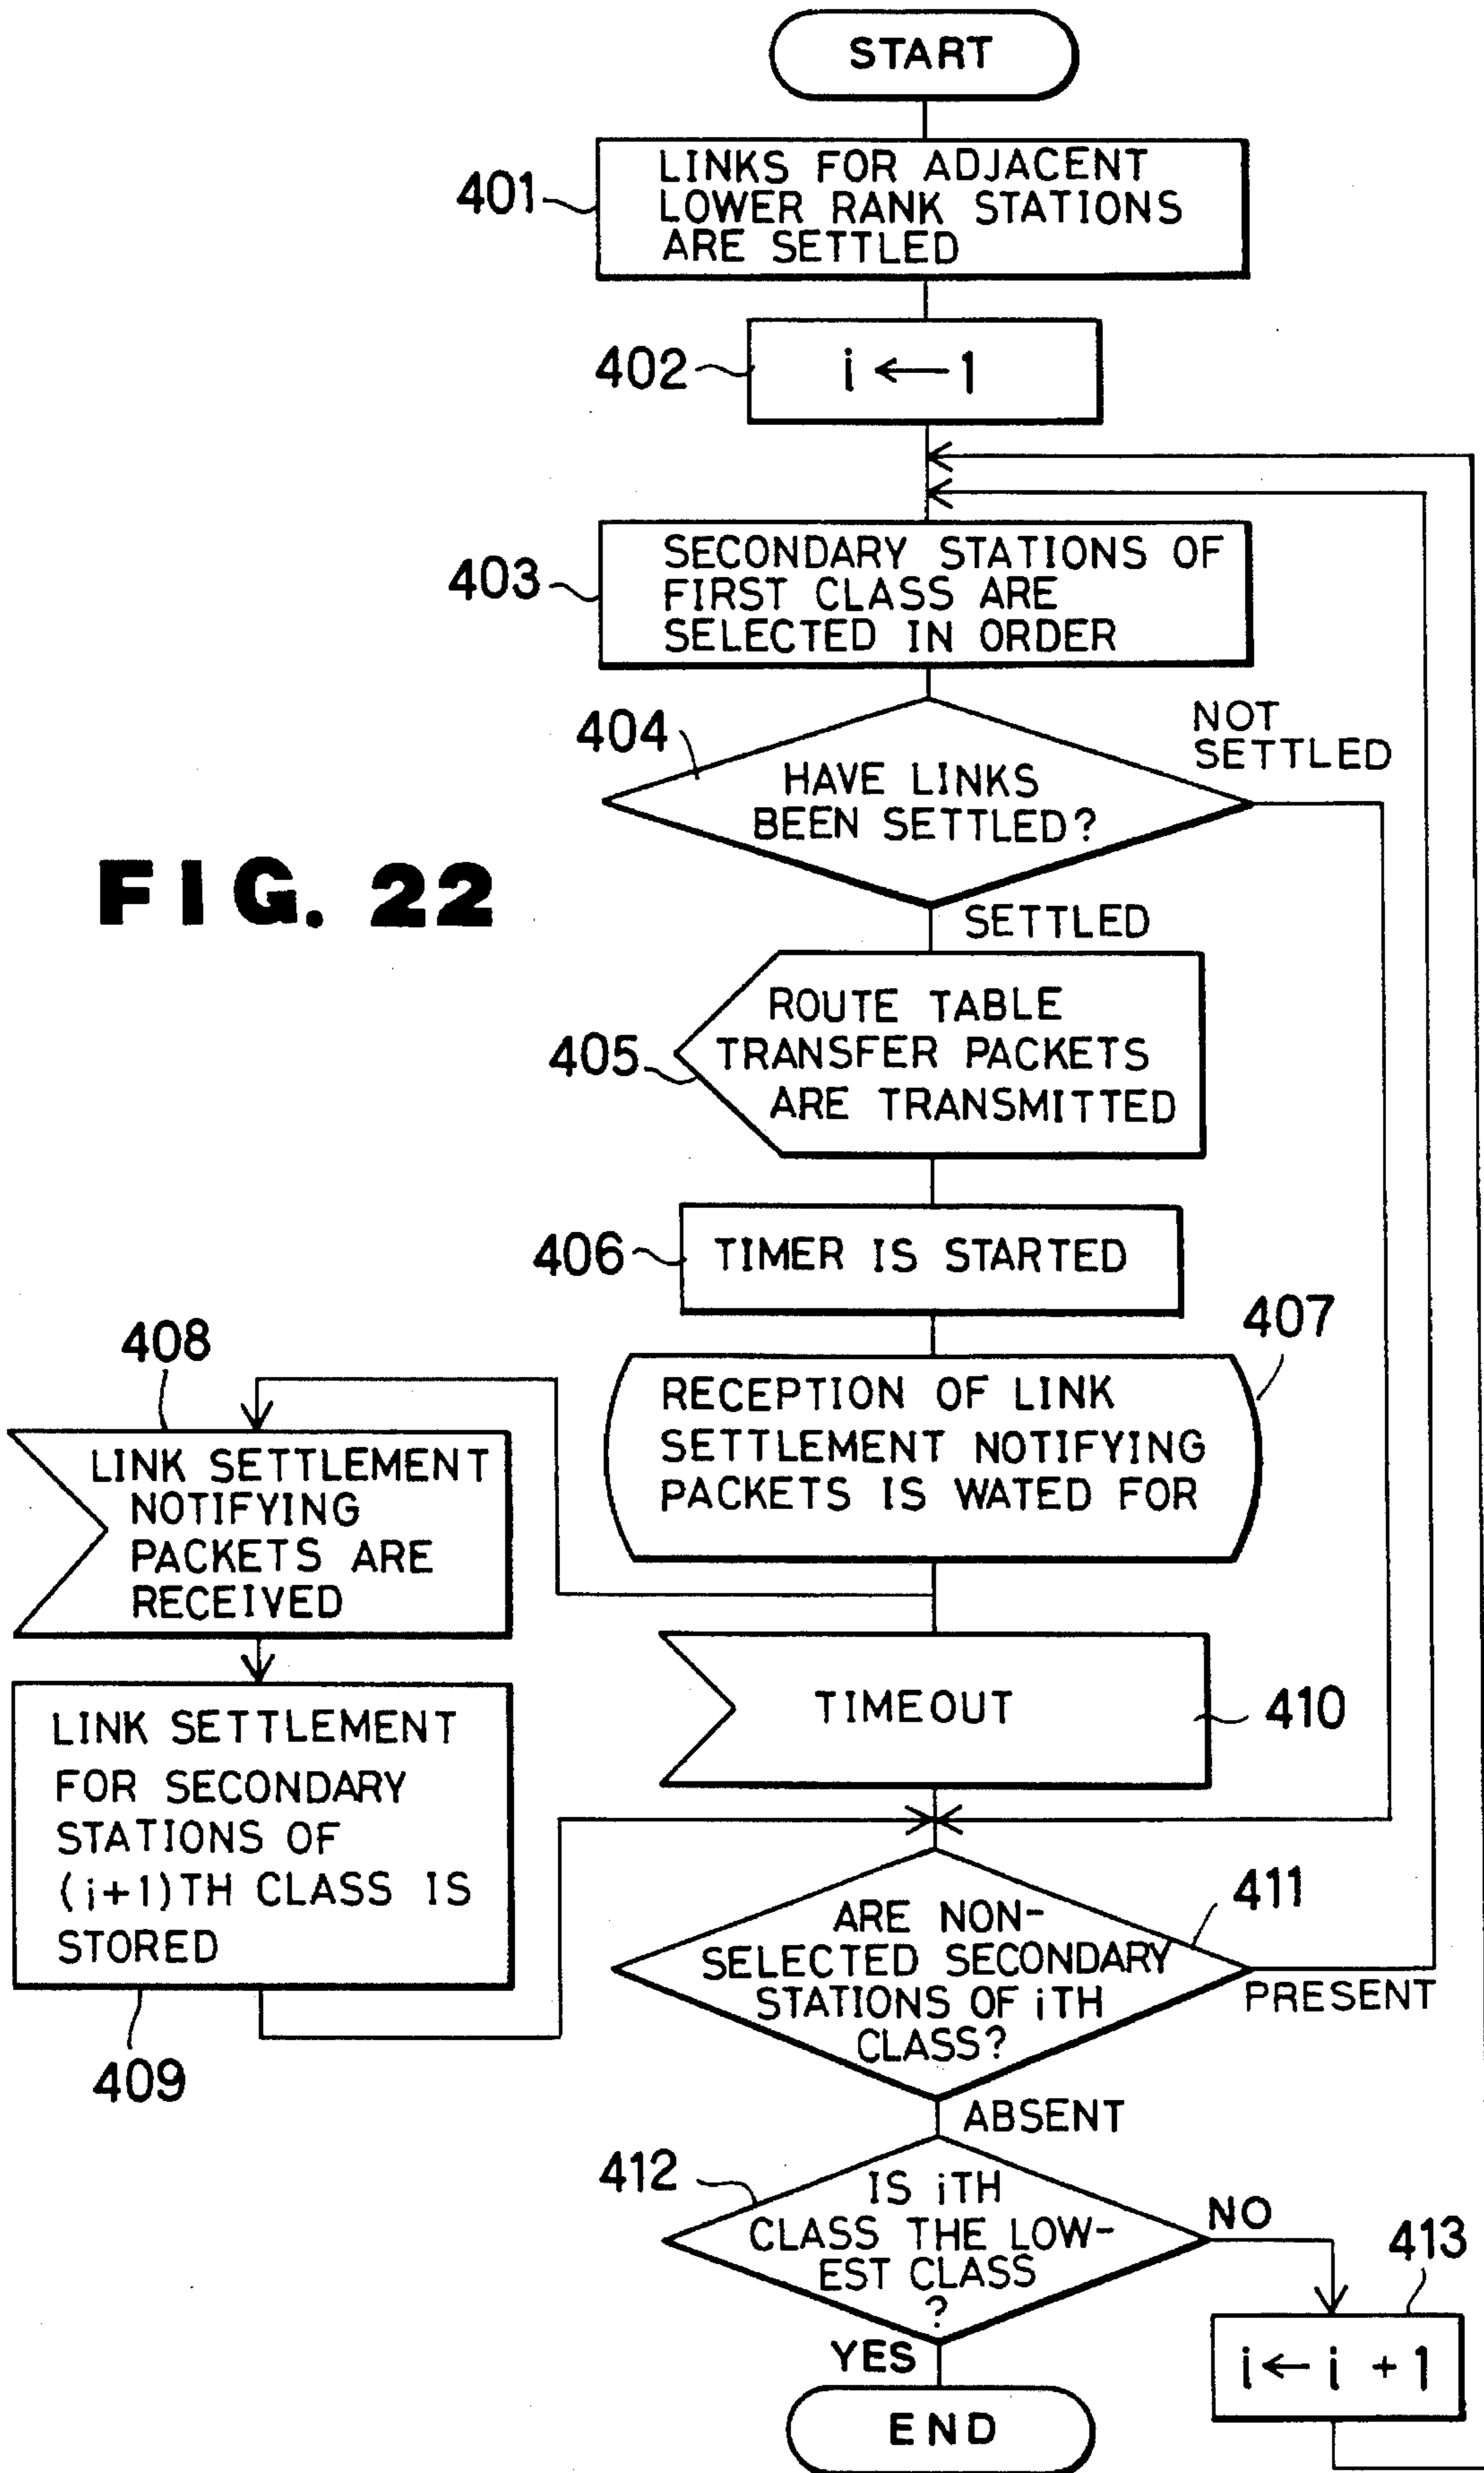 START
401
LINKS FOR ADJACENT
LOWER RANK STATIONS
ARE SETTLED
402
i ← 1
403
SECONDARY STATIONS OF
FIRST CLASS ARE
SELECTED IN ORDER
404
HAVE LINKS
BEEN SETTLED?
NOT
SETTLED
FIG. 22
SETTLED
405
ROUTE TABLE
TRANSFER PACKETS
ARE TRANSMITTED
406
TIMER IS STARTED
407
RECEPTION OF LINK
SETTLEMENT NOTIFYING
PACKETS IS WATED FOR
408
LINK SETTLEMENT
NOTIFYING
PACKETS ARE
RECEIVED
LINK SETTLEMENT
FOR SECONDARY
STATIONS OF
(i+1)TH CLASS IS
STORED
409
TIMEOUT
410
411
ARE NON-
SELECTED SECONDARY
STATIONS OF iTH
CLASS?
PRESENT
ABSENT
412
IS iTH
CLASS THE LOW-
EST CLASS
?
NO
413
i ← i + 1
YES
END